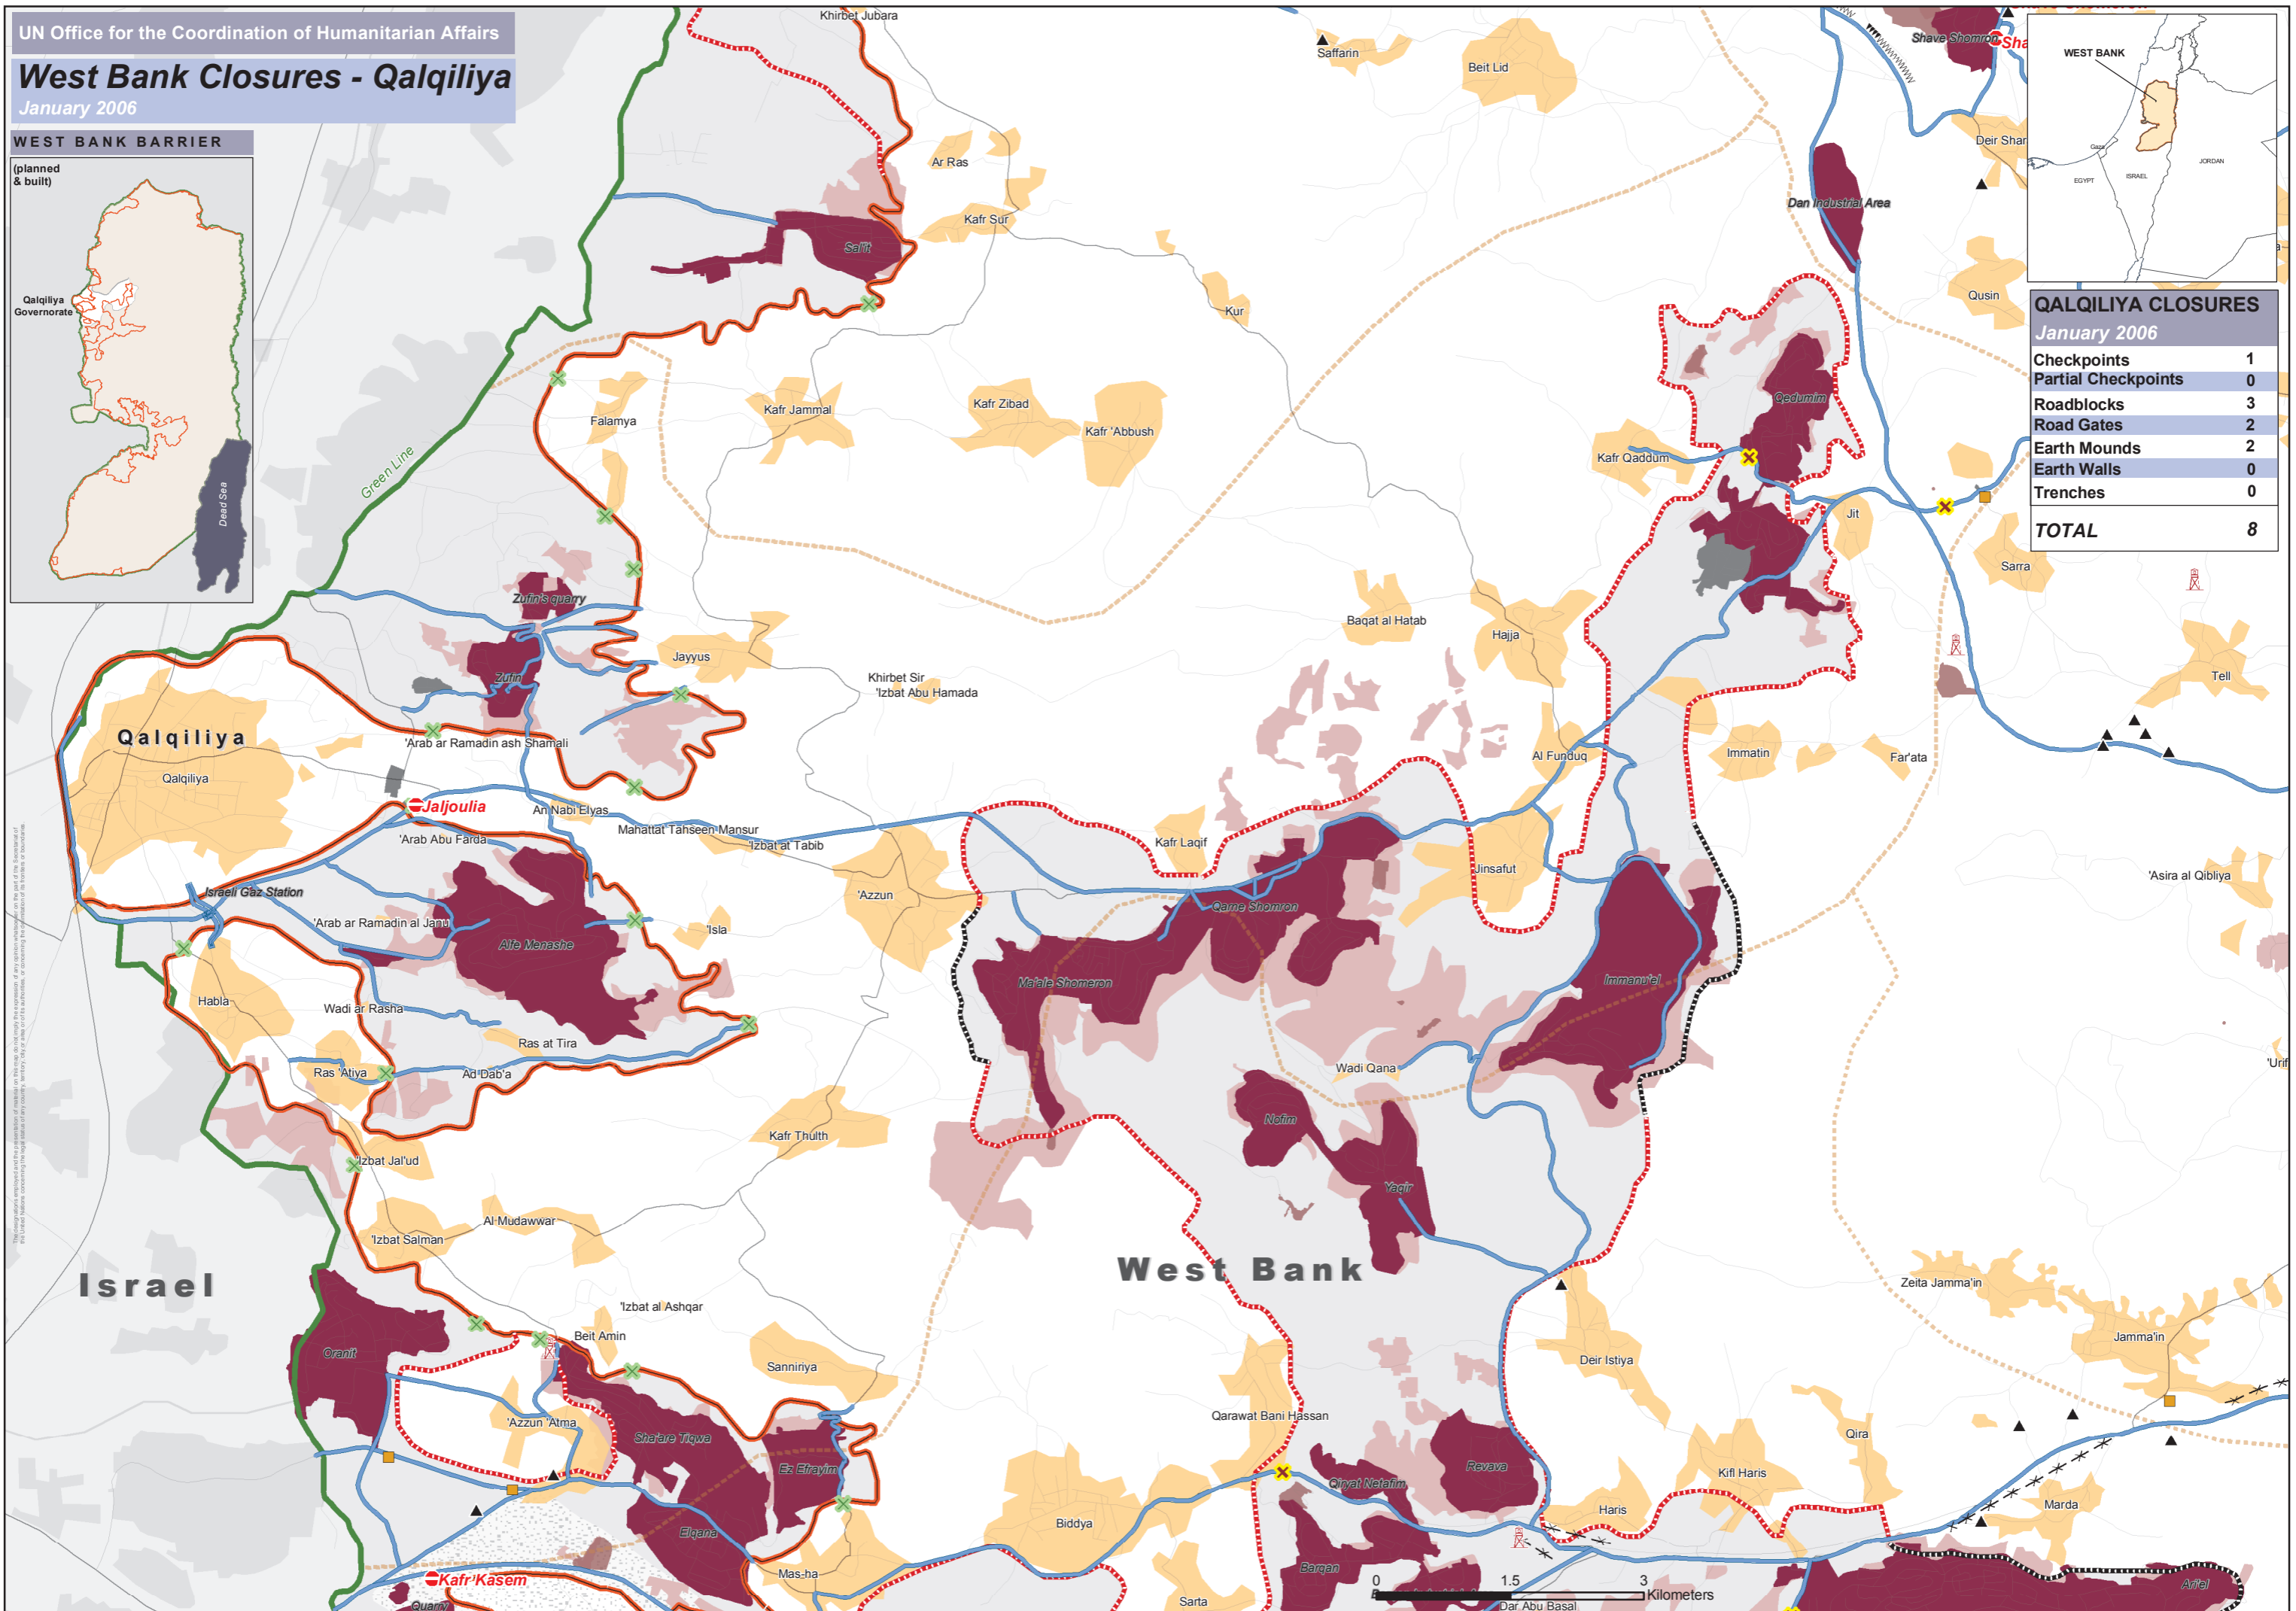 UN Office for the Coordination of Humanitarian Affairs
West Bank Closures - Qalqiliya
January 2006
WEST BANK BARRIER
(planned
& built)
Qalqiliya
Governorate
Dead Sea
WEST BANK
Gaza
JORDAN
EGYPT
ISRAEL
QALQILIYA CLOSURES
January 2006
Checkpoints 1
Partial Checkpoints 0
Roadblocks 3
Road Gates 2
Earth Mounds 2
Earth Walls 0
Trenches 0
TOTAL 8
Khirbet Jubara
Saffarin
Beit Lid
Shave Shomron
Sha
Deir Shar
Ar Ras
Kafr Sur
Sal'it
Dan Industrial Area
Kur
Qusin
Green Line
Falamya
Kafr Jammal
Kafr Zibad
Kafr 'Abbush
Qedumim
Kafr Qaddum
Jit
Sarra
Zufin's quarry
Zufin
Jayyus
Baqat al Hatab
Hajja
Khirbet Sir
'Izbat Abu Hamada
Tell
Qalqiliya
Qalqiliya
'Arab ar Ramadin ash Shamali
Al Funduq
Immatin
Far'ata
Jaljoulia
An Nabi Elyas
Mahattat Tahseen Mansur
'Izbat at Tabib
'Arab Abu Farda
Kafr Laqif
Jinsafut
'Azzun
'Asira al Qibliya
Israeli Gaz Station
'Arab ar Ramadin al Janu
Alfe Menashe
'Isla
Qarne Shomron
Ma'ale Shomeron
Immanu'el
Habla
Wadi ar Rasha
Ras at Tira
Ras 'Atiya
Ad Dab'a
Wadi Qana
'Urif
Kafr Thulth
Nofim
'Izbat Jal'ud
Yaqir
Al Mudawwar
'Izbat Salman
Israel
West Bank
Zeita Jamma'in
'Izbat al Ashqar
Beit Amin
Oranit
Sanniriya
Deir Istiya
Jamma'in
'Azzun 'Atma
Sha'are Tiqwa
Qarawat Bani Hassan
Qira
Ez Efrayim
Revava
Qiryat Netafim
Kifl Haris
Haris
Marda
Elqana
Biddya
Mas-ha
Barqan
Kafr Kasem
Quarry
Sarta
Dar Abu Basal
Ari'el
0 1.5 3
Kilometers